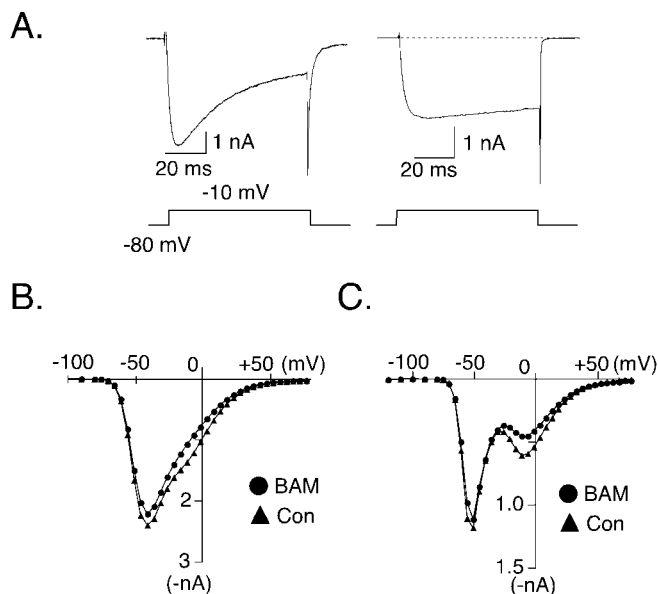 A.
1 nA
20 ms
1 nA
20 ms
-10 mV
-80 mV
B.
C.
-100 -50 0 +50 (mV)
-100 -50 0 +50 (mV)
BAM
Con
BAM
Con
2
3
(-nA)
1.0
1.5
(-nA)